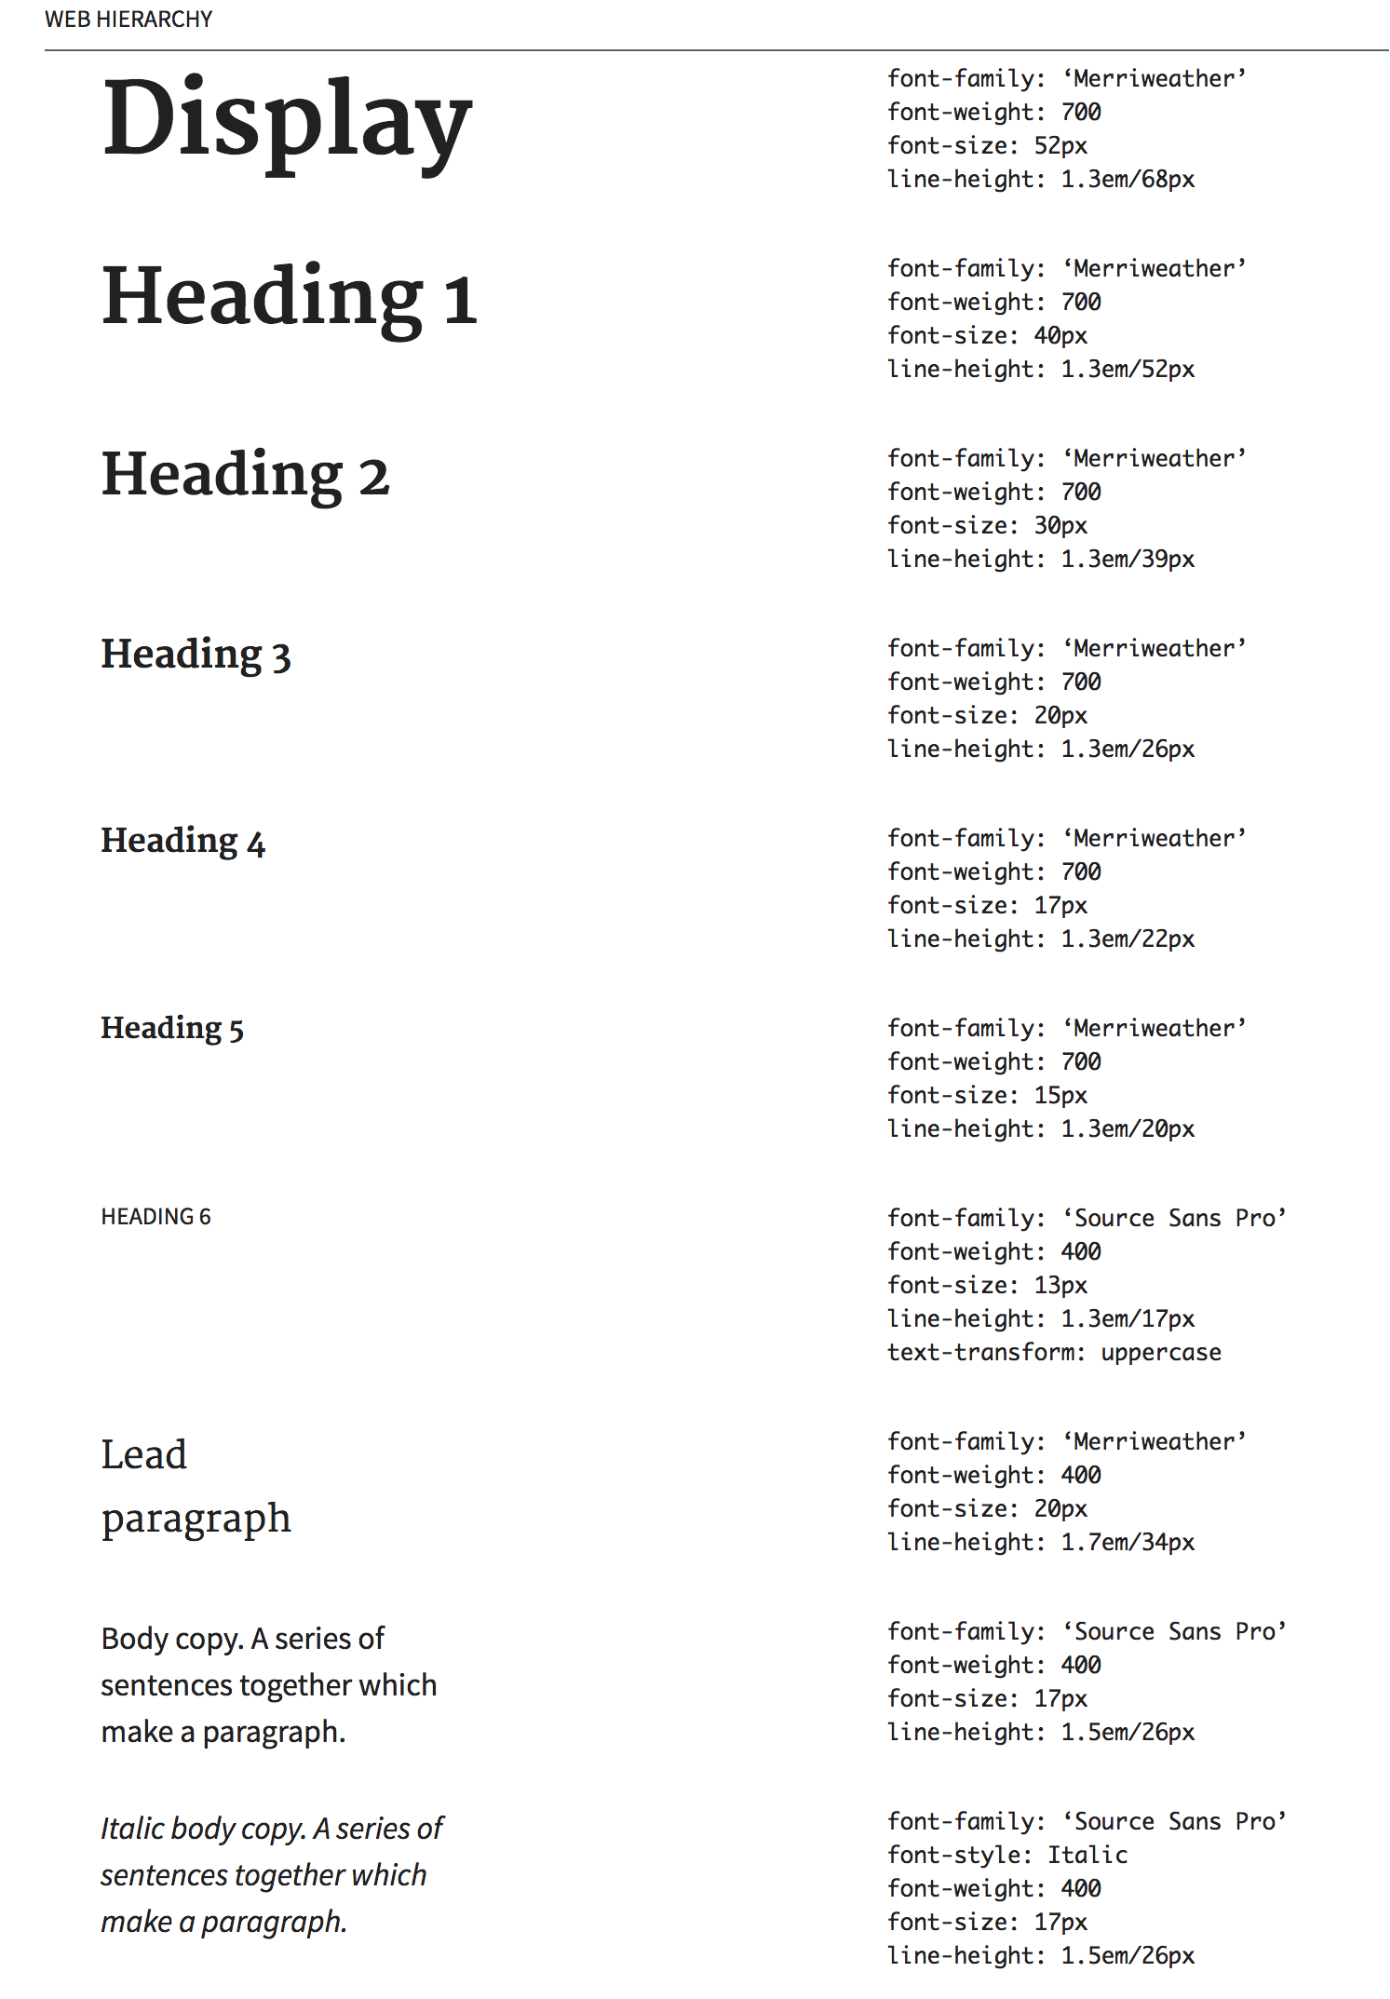 WEB HIERARCHY
Display
font-family: ‘Merriweather’
font-weight: 700
font-size: 52px
line-height: 1.3em/68px
Heading 1
font-family: ‘Merriweather’
font-weight: 700
font-size: 40px
line-height: 1.3em/52px
Heading 2
font-family: ‘Merriweather’
font-weight: 700
font-size: 30px
line-height: 1.3em/39px
Heading 3
font-family: ‘Merriweather’
font-weight: 700
font-size: 20px
line-height: 1.3em/26px
Heading 4
font-family: ‘Merriweather’
font-weight: 700
font-size: 17px
line-height: 1.3em/22px
Heading 5
font-family: ‘Merriweather’
font-weight: 700
font-size: 15px
line-height: 1.3em/20px
HEADING 6
font-family: ‘Source Sans Pro’
font-weight: 400
font-size: 13px
line-height: 1.3em/17px
text-transform: uppercase
Lead
paragraph
font-family: ‘Merriweather’
font-weight: 400
font-size: 20px
line-height: 1.7em/34px
Body copy. A series of
sentences together which
make a paragraph.
font-family: ‘Source Sans Pro’
font-weight: 400
font-size: 17px
line-height: 1.5em/26px
Italic body copy. A series of
sentences together which
make a paragraph.
font-family: ‘Source Sans Pro’
font-style: Italic
font-weight: 400
font-size: 17px
line-height: 1.5em/26px